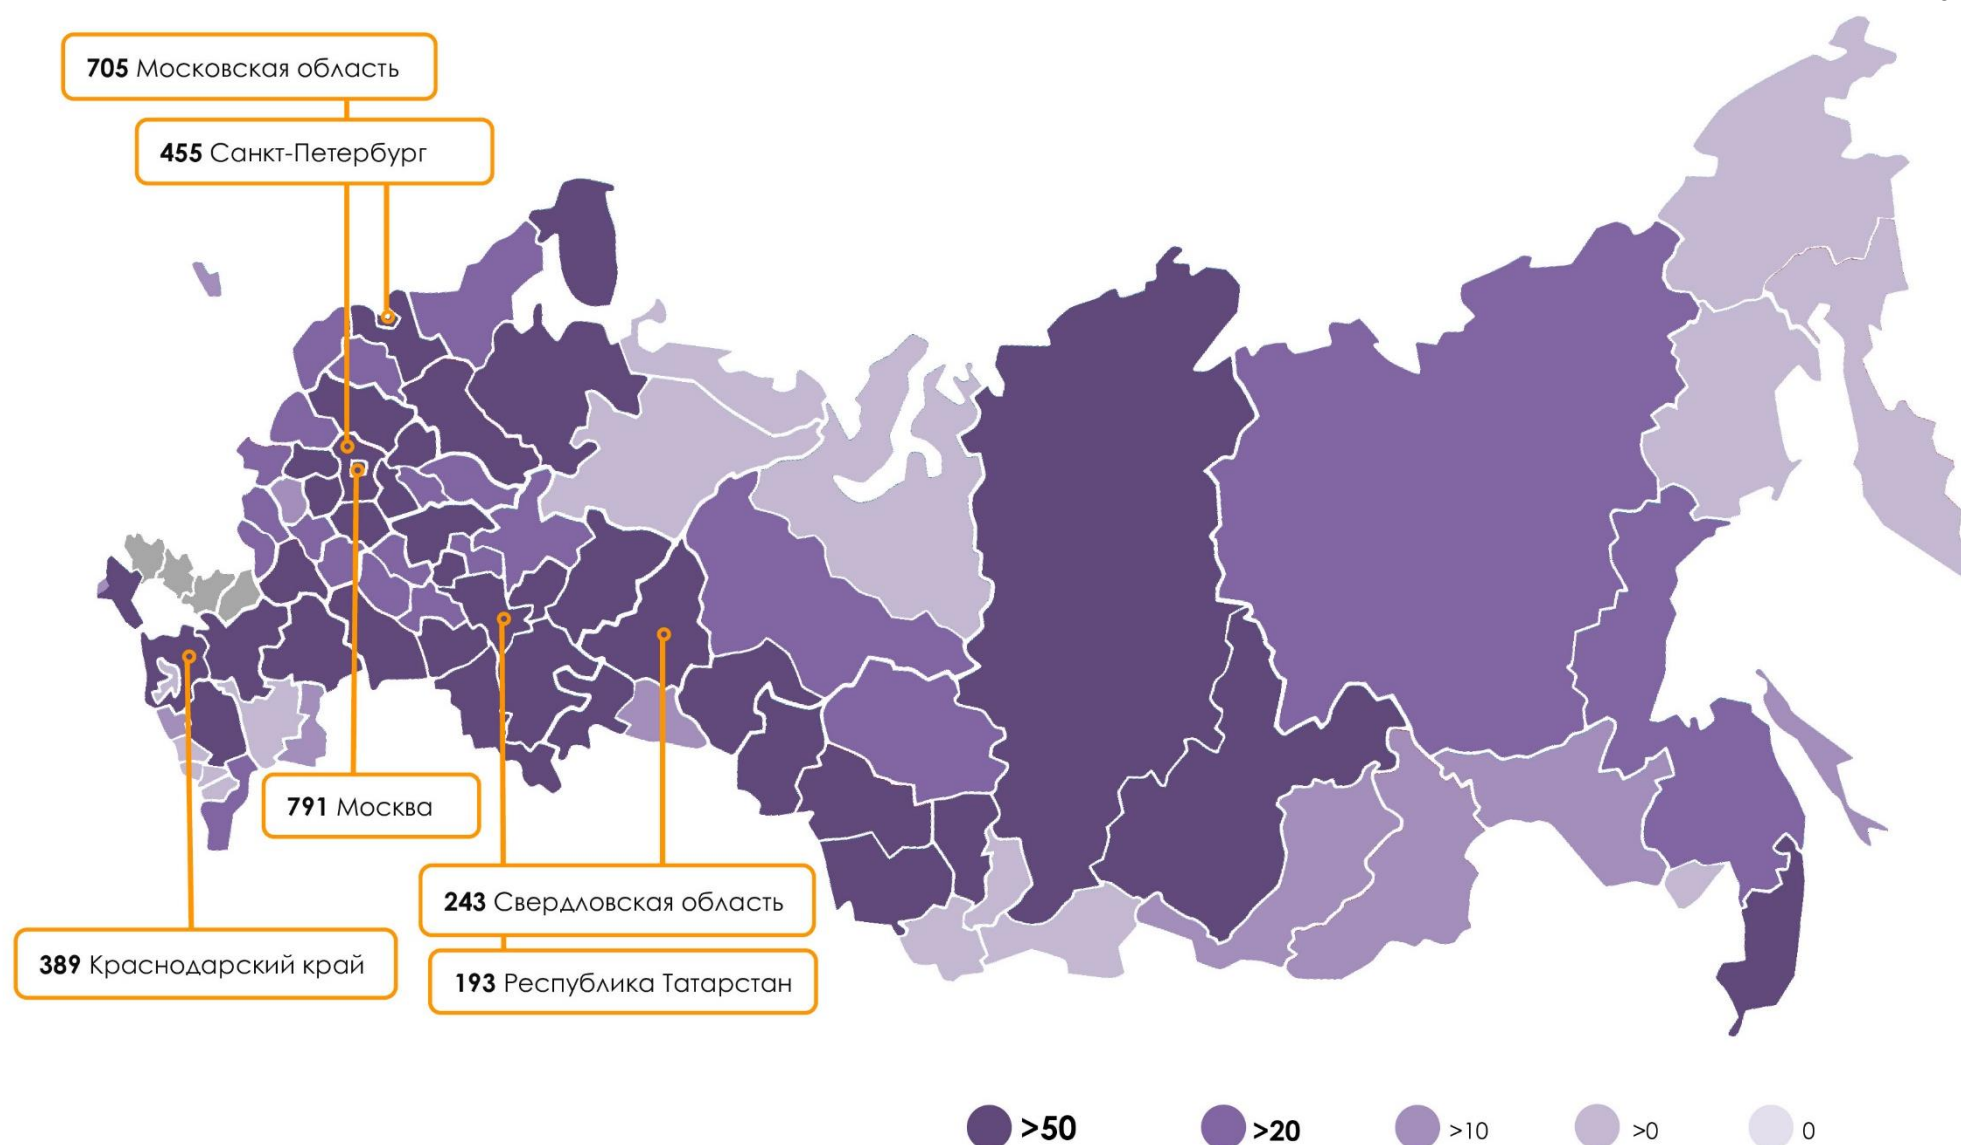 705 Московская область
455 Санкт-Петербург
791 Москва
243 Свердловская область
389 Краснодарский край
193 Республика Татарстан
>50
>20
>10
>0
0